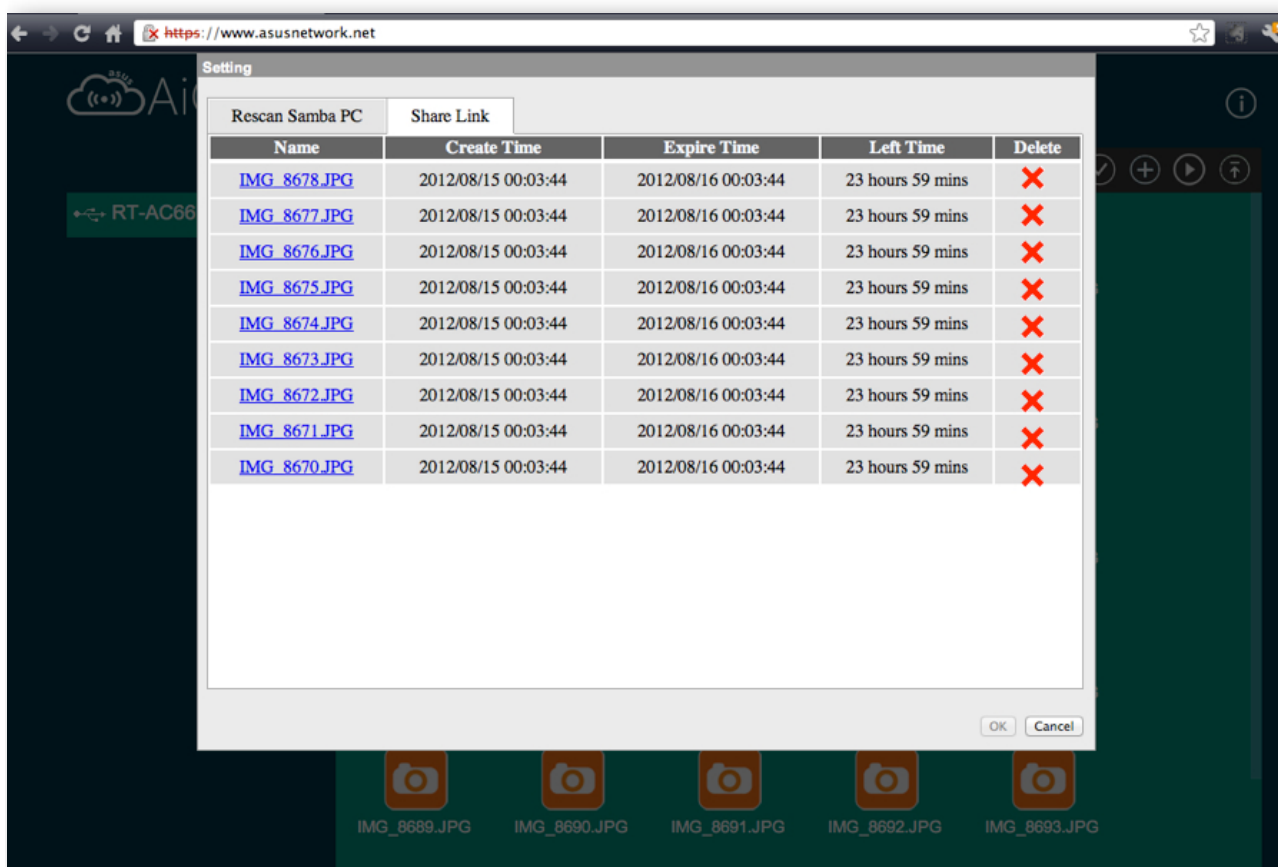 https://www.asusnetwork.net
Setting
asus
Rescan Samba PC Share Link
Name Create Time Expire Time Left Time Delete
IMG_8678.JPG 2012/08/15 00:03:44 2012/08/16 00:03:44 23 hours 59 mins
RT-AC66
IMG_8677.JPG 2012/08/15 00:03:44 2012/08/16 00:03:44 23 hours 59 mins
IMG_8676.JPG 2012/08/15 00:03:44 2012/08/16 00:03:44 23 hours 59 mins
IMG_8675.JPG 2012/08/15 00:03:44 2012/08/16 00:03:44 23 hours 59 mins
IMG_8674.JPG 2012/08/15 00:03:44 2012/08/16 00:03:44 23 hours 59 mins
IMG_8673.JPG 2012/08/15 00:03:44 2012/08/16 00:03:44 23 hours 59 mins
IMG_8672.JPG 2012/08/15 00:03:44 2012/08/16 00:03:44 23 hours 59 mins
IMG_8671.JPG 2012/08/15 00:03:44 2012/08/16 00:03:44 23 hours 59 mins
IMG_8670.JPG 2012/08/15 00:03:44 2012/08/16 00:03:44 23 hours 59 mins
OK Cancel
IMG_8689.JPG IMG_8690.JPG IMG_8691.JPG IMG_8692.JPG IMG_8693.JPG